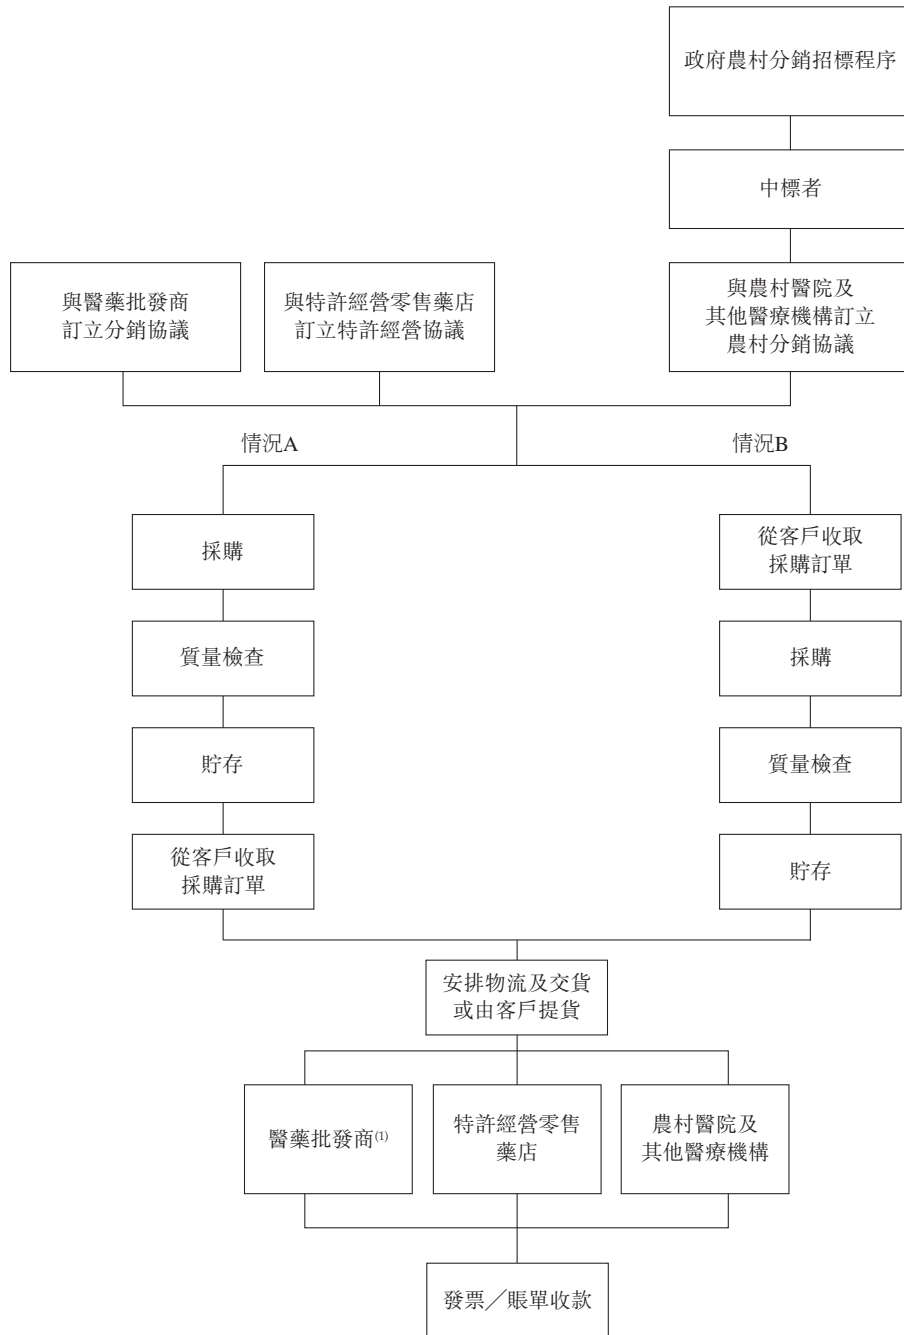 政府農村分銷招標程序
中標者
與醫藥批發商
訂立分銷協議
與特許經營零售藥店
訂立特許經營協議
與農村醫院及
其他醫療機構訂立
農村分銷協議
情況A
情況B
採購
質量檢查
貯存
從客戶收取
採購訂單
從客戶收取
採購訂單
採購
質量檢查
貯存
安排物流及交貨
或由客戶提貨
醫藥批發商(1)
特許經營零售
藥店
農村醫院及
其他醫療機構
發票／賬單收款